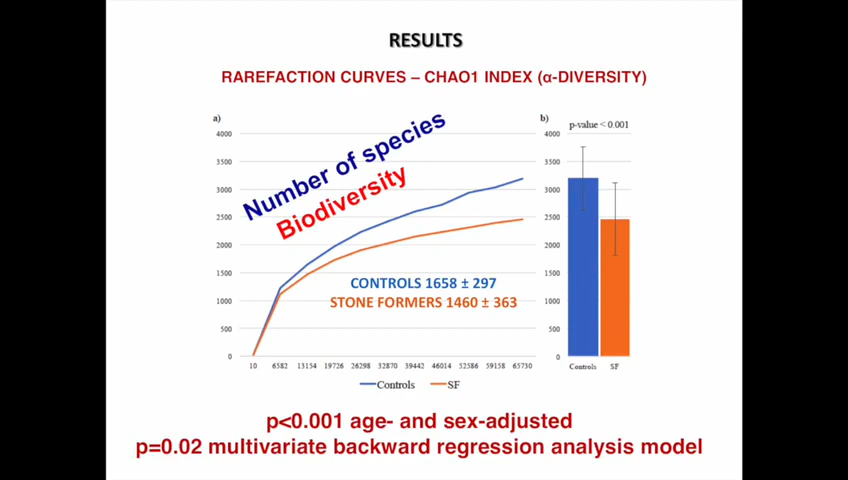 RESULTS
RAREFACTION CURVES – CHAO1 INDEX (α-DIVERSITY)
a)
b)
p-value < 0.001
4000
3500
3000
2500
2000
1500
1000
500
0
Number of species
Biodiversity
CONTROLS 1658 ± 297
STONE FORMERS 1460 ± 363
10 6582 13154 19726 26298 32870 39442 46014 52586 59158 65730
Controls SF
4000
3500
3000
2500
2000
1500
1000
500
0
Controls SF
p<0.001 age- and sex-adjusted
p=0.02 multivariate backward regression analysis model